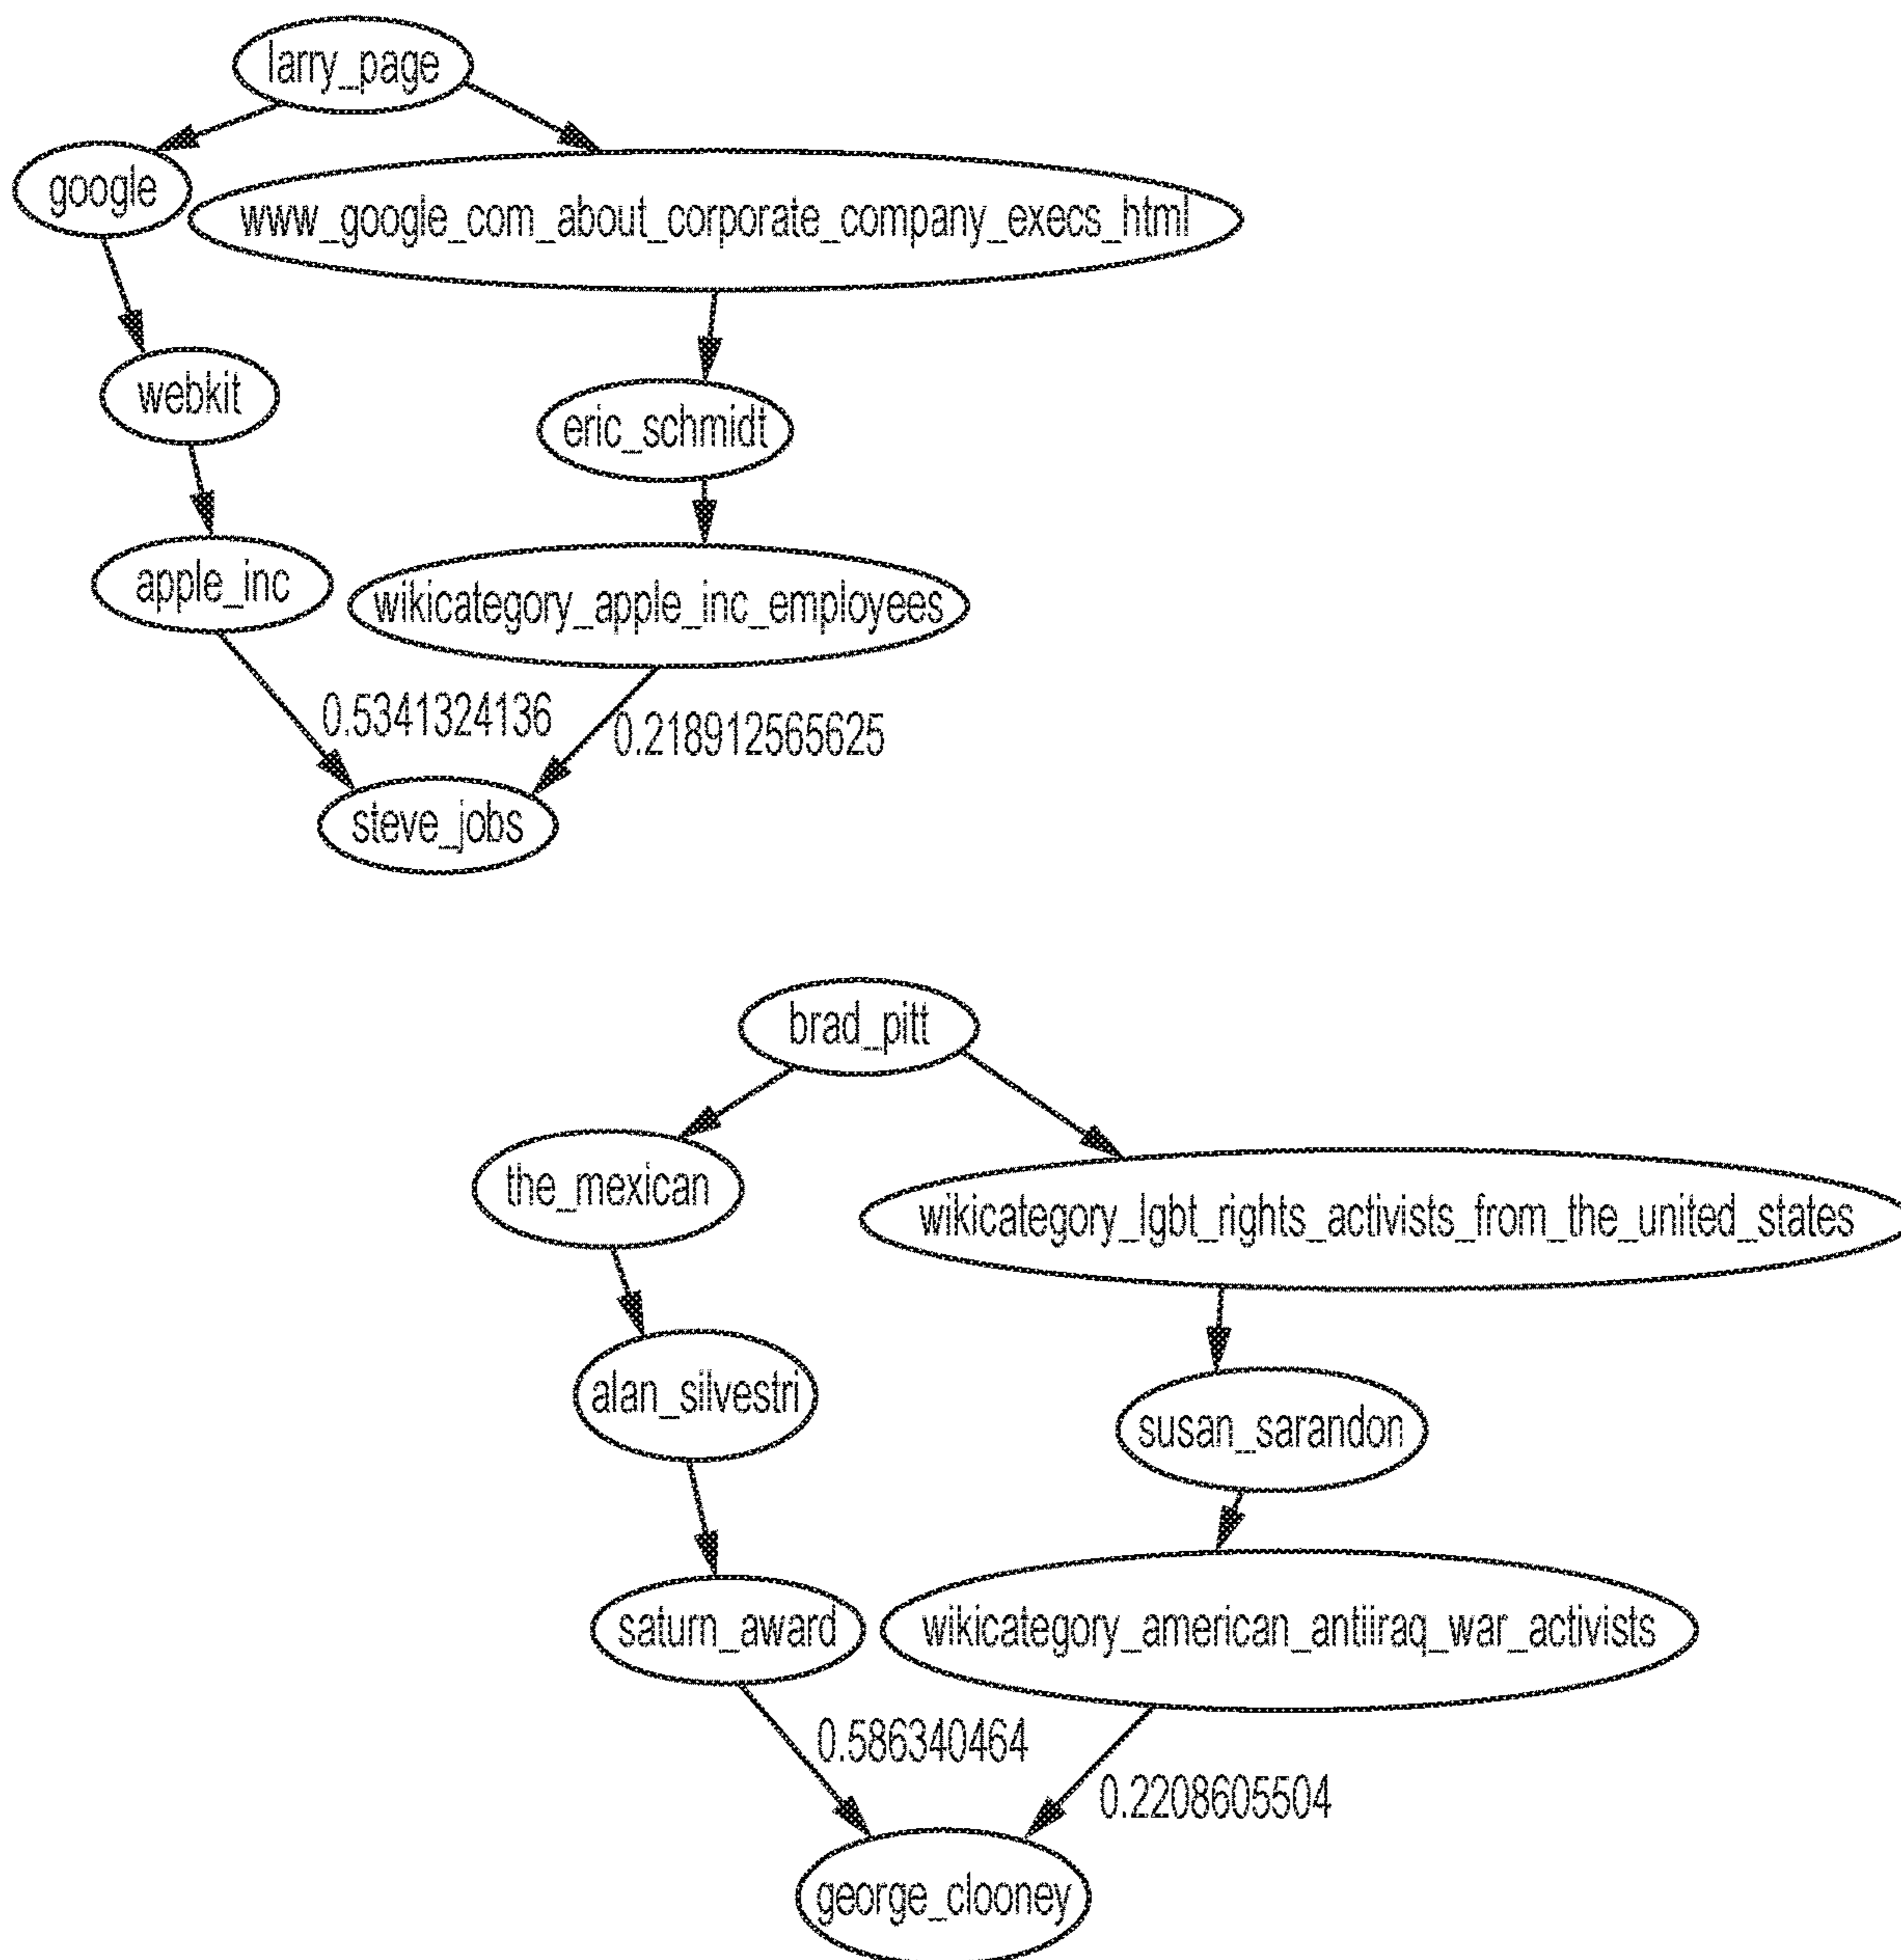 larry_page
google
www_google_com_about_corporate_company_execs_html
webkit
eric_schmidt
apple_inc
wikicategory_apple_inc_employees
0.5341324136
0.218912565625
steve_jobs
brad_pitt
the_mexican
wikicategory_lgbt_rights_activists_from_the_united_states
alan_silvestri
susan_sarandon
saturn_award
wikicategory_american_antiiraq_war_activists
0.586340464
0.2208605504
george_clooney